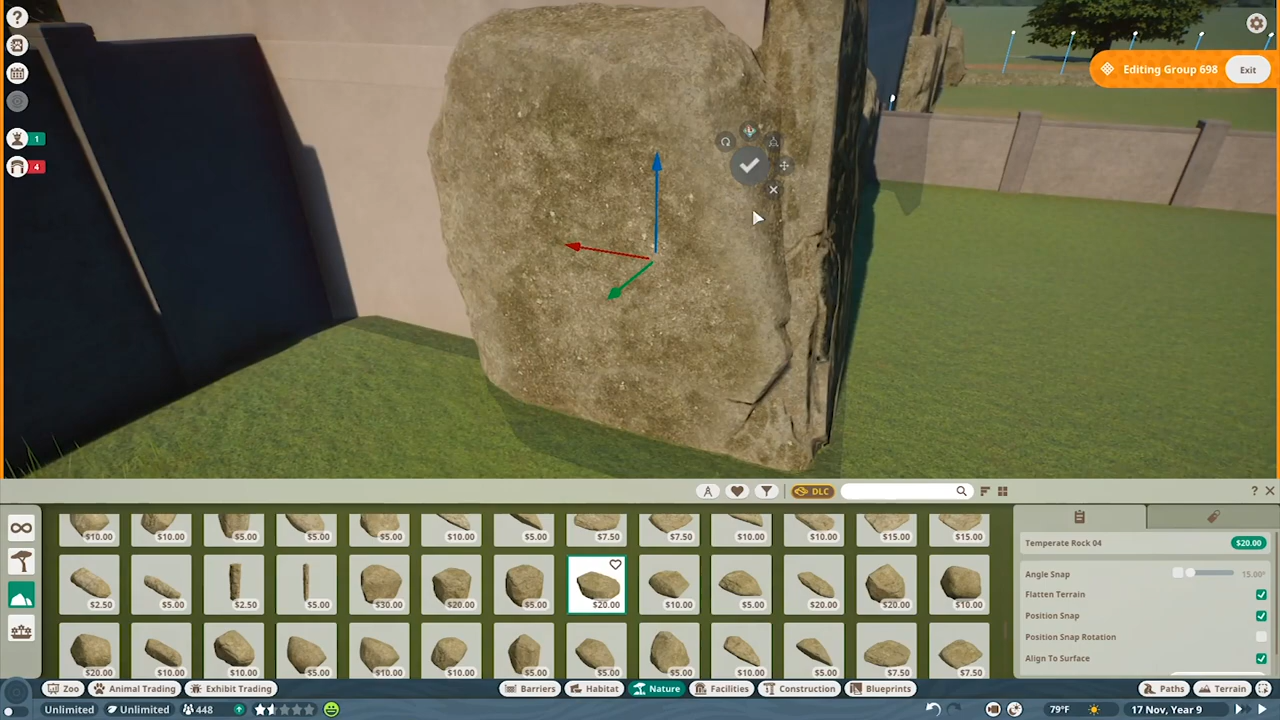 ?
Editing Group 698
Exit
1
4
DLC
?
$10.00 $10.00 $5.00 $5.00 $5.00 $10.00 $5.00 $7.50 $7.50 $10.00 $10.00 $15.00 $15.00
$2.50 $5.00 $2.50 $5.00 $30.00 $20.00 $5.00 $20.00 $10.00 $5.00 $20.00 $20.00 $10.00
$20.00 $10.00 $10.00 $5.00 $10.00 $10.00 $5.00 $5.00 $5.00 $10.00 $5.00 $7.50 $7.50
Temperate Rock 04 $20.00
Angle Snap 15.00°
Flatten Terrain
Position Snap
Position Snap Rotation
Align To Surface
Zoo Animal Trading Exhibit Trading Barriers Habitat Nature Facilities Construction Blueprints Paths Terrain
Unlimited Unlimited 448 79°F 17 Nov, Year 9